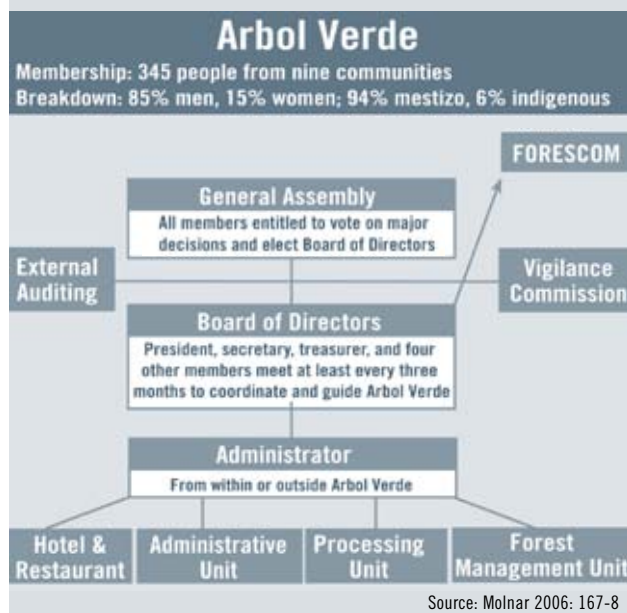 Arbol Verde
Membership: 345 people from nine communities
Breakdown: 85% men, 15% women; 94% mestizo, 6% indigenous
FORESCOM
General Assembly
All members entitled to vote on major
decisions and elect Board of Directors
External
Auditing
Vigilance
Commission
Board of Directors
President, secretary, treasurer, and four
other members meet at least every three
months to coordinate and guide Arbol Verde
Administrator
From within or outside Arbol Verde
Hotel &
Restaurant
Administrative
Unit
Processing
Unit
Forest
Management Unit
Source: Molnar 2006: 167-8